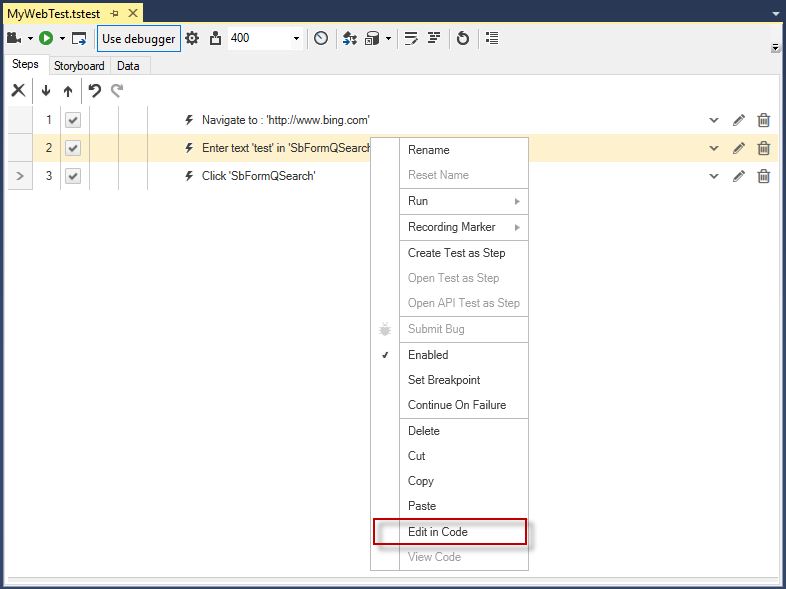 MyWebTest.tstest
Use debugger 400
Steps Storyboard Data
1 Navigate to : 'http://www.bing.com'
2 Enter text 'test' in 'SbFormQSearch
3 Click 'SbFormQSearch'
Rename
Reset Name
Run
Recording Marker
Create Test as Step
Open Test as Step
Open API Test as Step
Submit Bug
Enabled
Set Breakpoint
Continue On Failure
Delete
Cut
Copy
Paste
Edit in Code
View Code